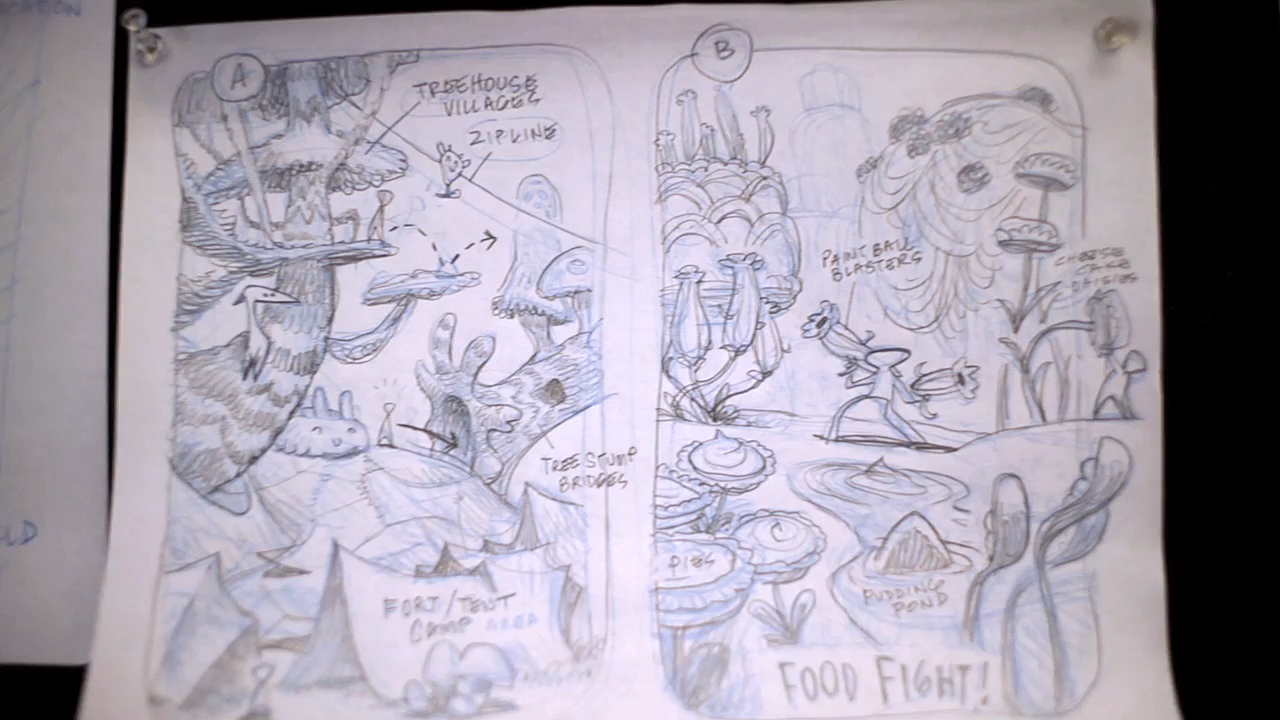 A
TREEHOUSE
VILLAGES
ZIPLINE
TREE STUMP
BRIDGES
FORT/TENT
CAMP AREA
B
PAINTBALL
BLASTERS
CHEESE
CAKE
DAISIES
PIES
PUDDING
POND
FOOD FIGHT!